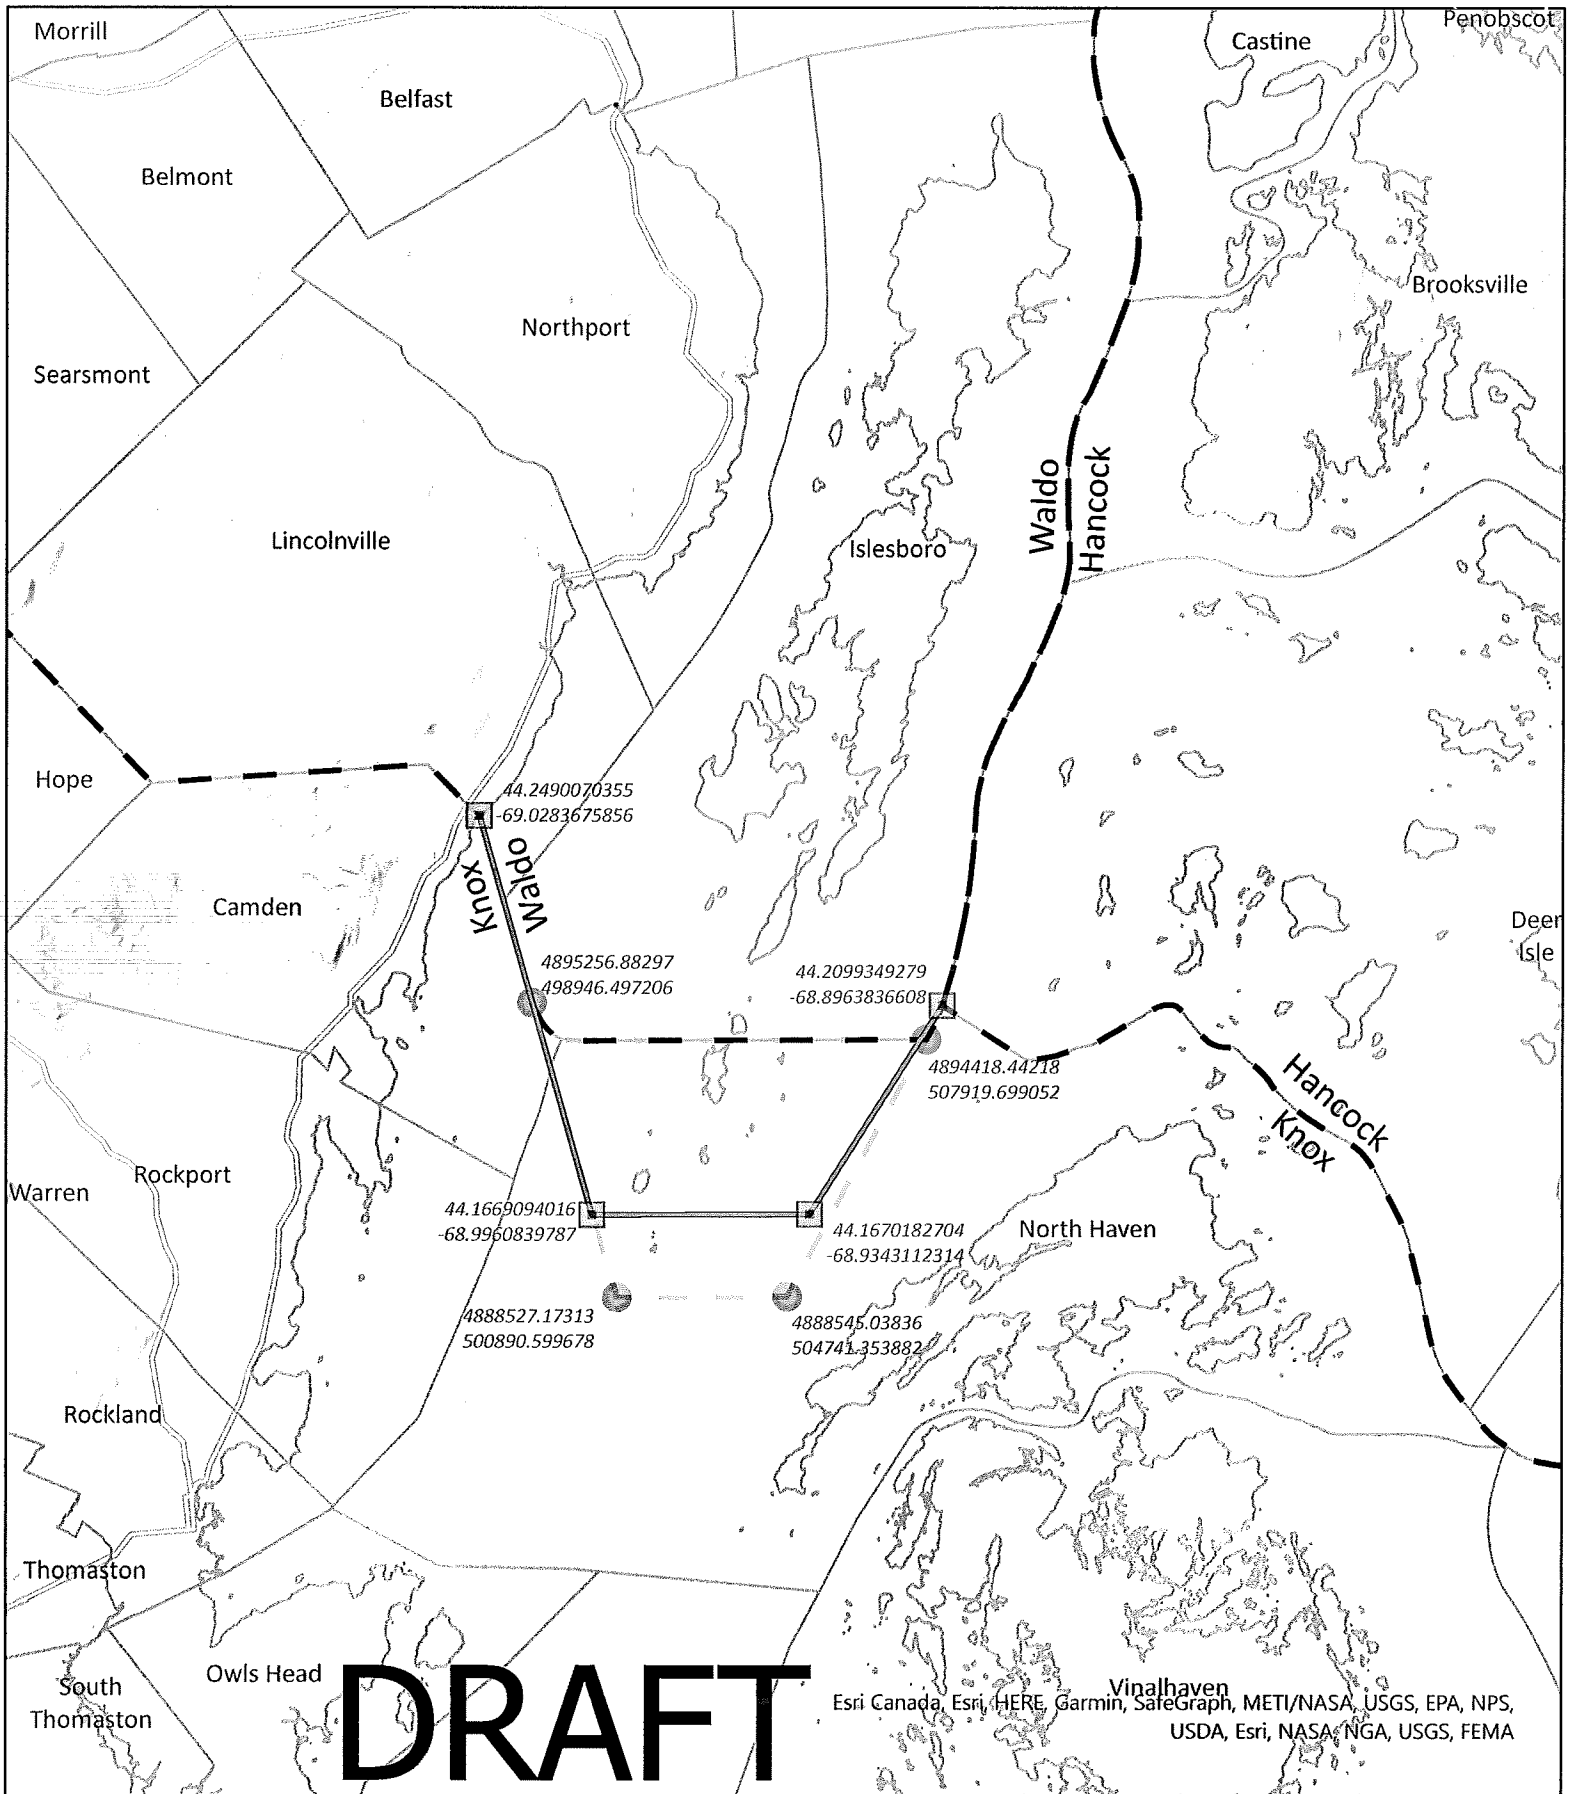 Morrill
Penobscot
Castine
Belfast
Belmont
Brooksville
Northport
Searsmont
Waldo
Hancock
Lincolnville
Islesboro
Hope
44.2490070355
-69.0283675856
Knox
Waldo
Camden
Deer
Isle
4895256.88297
498946.497206
44.2099349279
-68.8963836608
4894418.44218
507919.699052
Hancock
Knox
Rockport
Warren
44.1669094016
-68.9960839787
44.1670182704
-68.9343112314
North Haven
4888527.17313
500890.599678
4888545.03836
504741.353882
Rockland
Thomaston
Owls Head
South
Thomaston
DRAFT
Vinalhaven
Esri Canada, Esri, HERE, Garmin, SafeGraph, METI/NASA, USGS, EPA, NPS,
USDA, Esri, NASA, NGA, USGS, FEMA